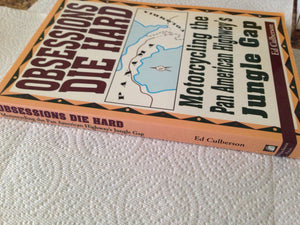 OBSESSIONS
DIE HARD
Motorcycling the
Pan American Highway's
Jungle Gap
Ed Culberson
OBSESSIONS DIE HARD
Motorcycling the Pan American Highway's Jungle Gap
Ed Culberson